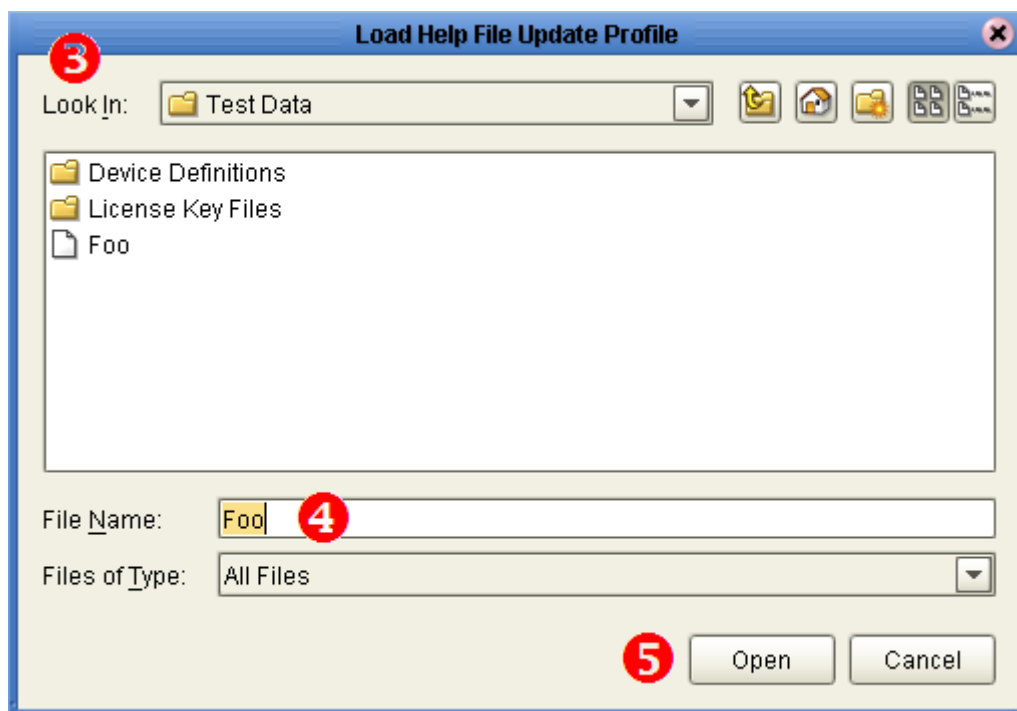 Load Help File Update Profile
3
Look In: Test Data
Device Definitions
License Key Files
Foo
File Name: Foo 4
Files of Type: All Files
5 Open Cancel